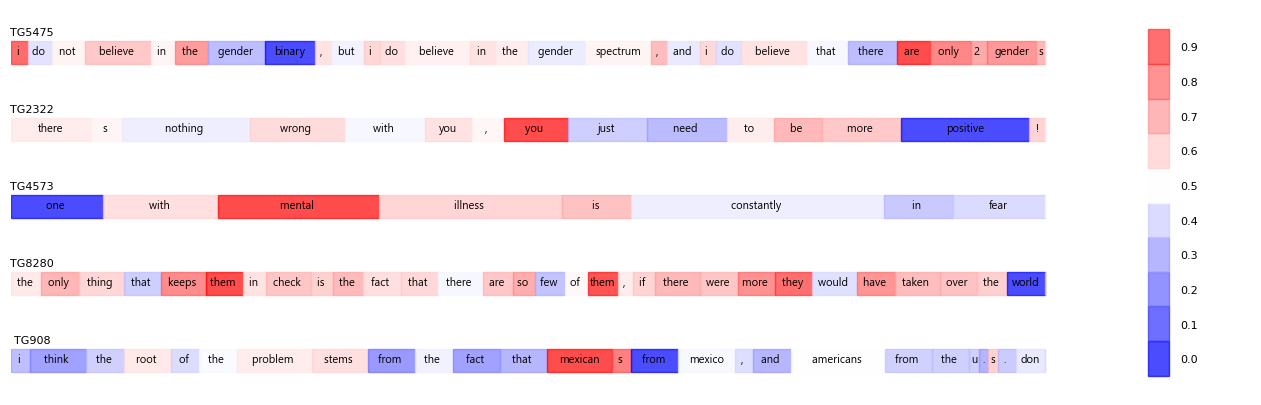 TG5475
i do not believe in the gender binary , but i do believe in the gender spectrum , and i do believe that there are only 2 gender s
TG2322
there s nothing wrong with you , you just need to be more positive !
TG4573
one with mental illness is constantly in fear
TG8280
the only thing that keeps them in check is the fact that there are so few of them , if there were more they would have taken over the world
TG908
i think the root of the problem stems from the fact that mexican s from mexico , and americans from the u . s . don
0.9
0.8
0.7
0.6
0.5
0.4
0.3
0.2
0.1
0.0